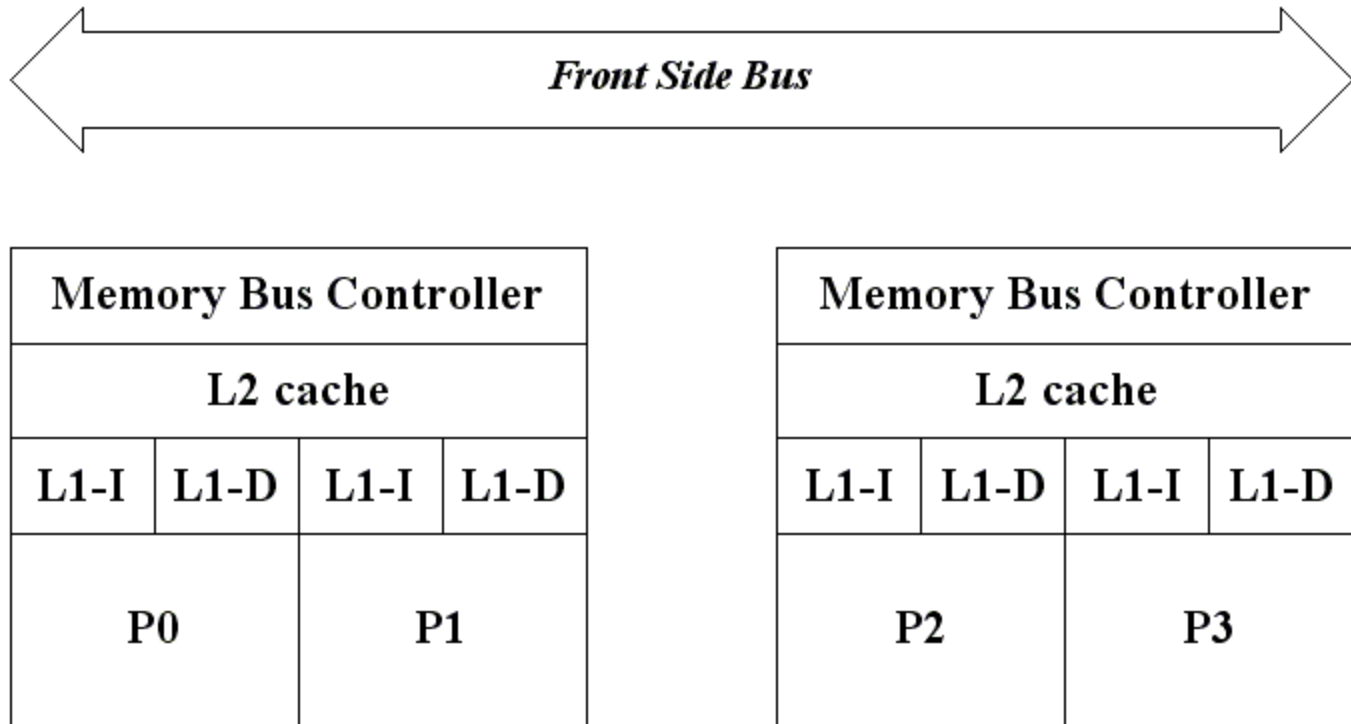 Front Side Bus
Memory Bus Controller Memory Bus Controller
L2 cache L2 cache
L1-I L1-D L1-I L1-D L1-I L1-D L1-I L1-D
P0 P1 P2 P3